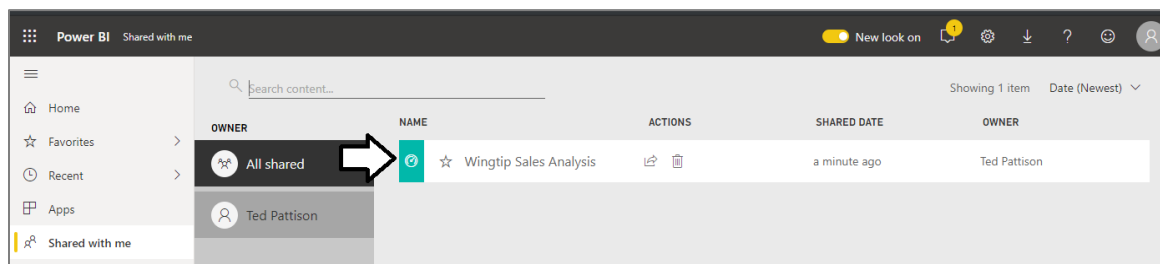 Power BI Shared with me
New look on
1
Search content...
Showing 1 item
Date (Newest)
Home
Favorites
Recent
Apps
Shared with me
OWNER
All shared
Ted Pattison
NAME ACTIONS SHARED DATE OWNER
Wingtip Sales Analysis a minute ago Ted Pattison